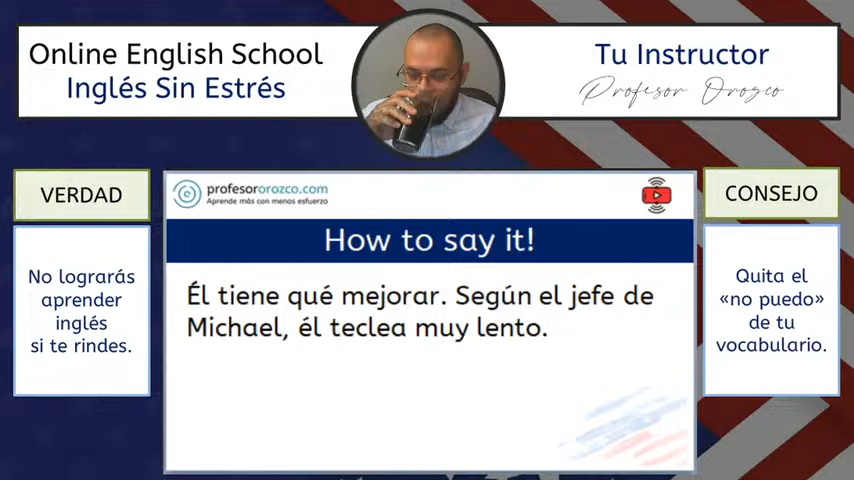 Online English School
Inglés Sin Estrés
Tu Instructor
Profesor Orozco
VERDAD
No lograrás
aprender
inglés
si te rindes.
profesororozco.com
Aprende más con menos esfuerzo
How to say it!
Él tiene qué mejorar. Según el jefe de
Michael, él teclea muy lento.
CONSEJO
Quita el
«no puedo»
de tu
vocabulario.